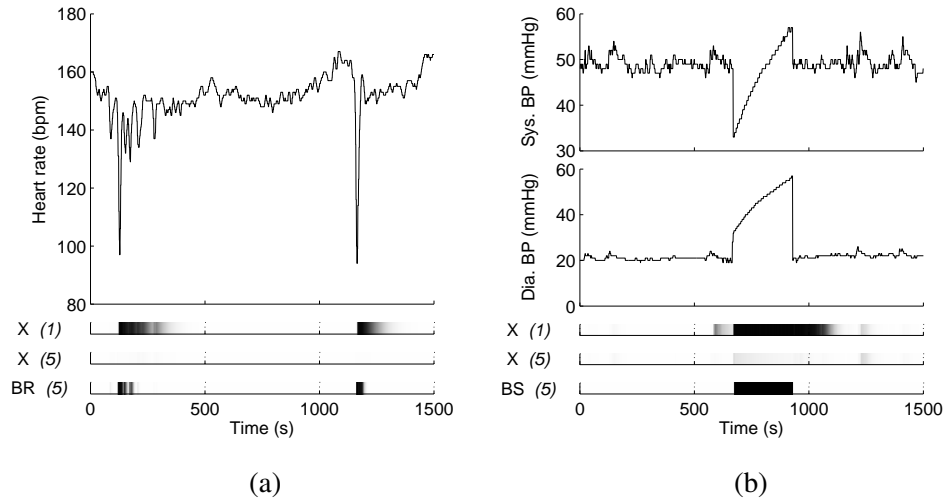 180
160
140
120
100
80
Heart rate (bpm)
X (1)
X (5)
BR (5)
0 500 1000 1500
Time (s)
(a)
60
50
40
30
Sys. BP (mmHg)
60
40
20
0
Dia. BP (mmHg)
X (1)
X (5)
BS (5)
0 500 1000 1500
Time (s)
(b)